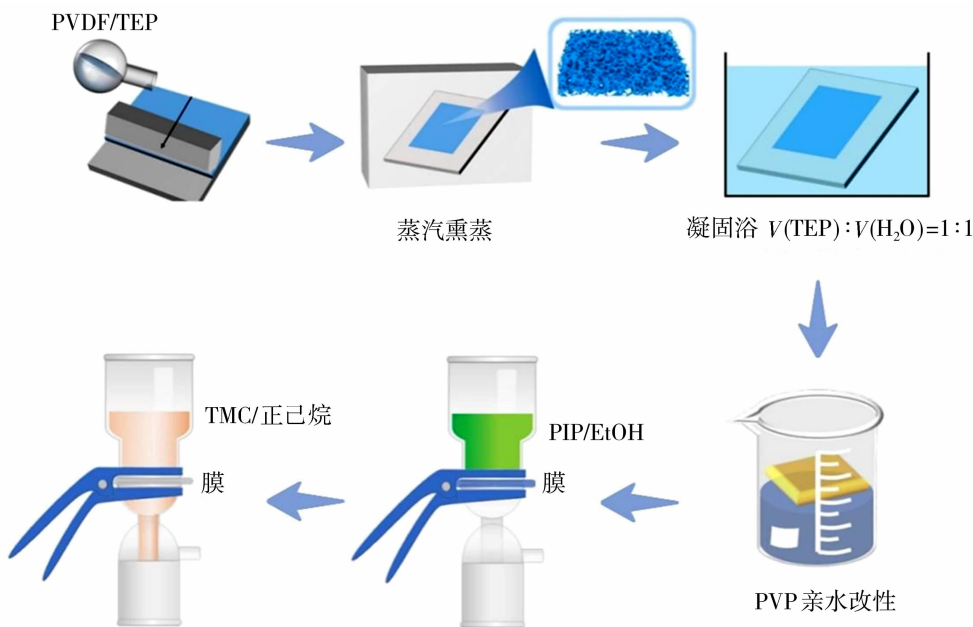 PVDF/TEP
蒸汽熏蒸
凝固浴 V(TEP)∶V(H₂O)=1∶1
TMC/正己烷
膜
PIP/EtOH
膜
PVP亲水改性